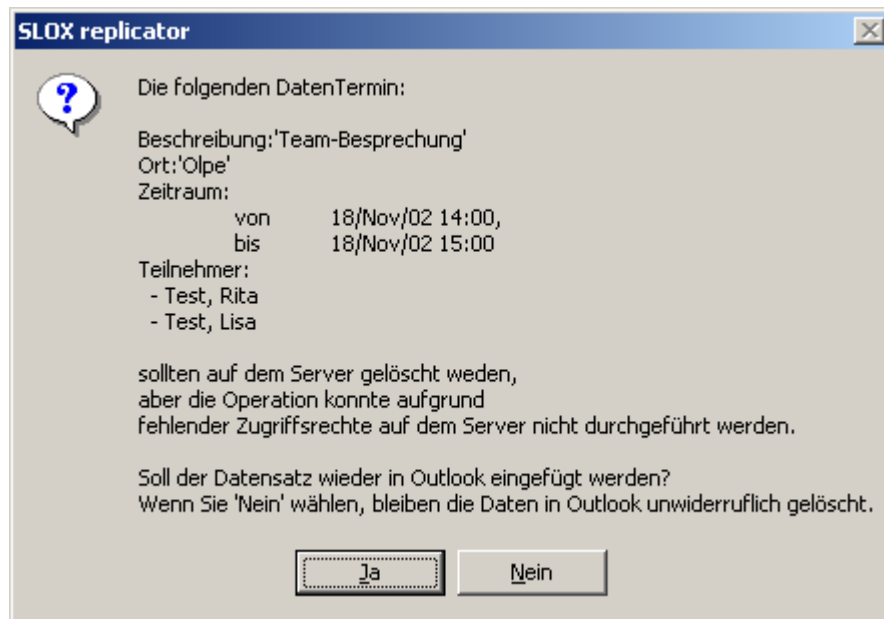 SLOX replicator
Die folgenden DatenTermin:
Beschreibung:'Team-Besprechung'
Ort:'Olpe'
Zeitraum:
von 18/Nov/02 14:00,
bis 18/Nov/02 15:00
Teilnehmer:
- Test, Rita
- Test, Lisa
sollten auf dem Server gelöscht weden,
aber die Operation konnte aufgrund
fehlender Zugriffsrechte auf dem Server nicht durchgeführt werden.
Soll der Datensatz wieder in Outlook eingefügt werden?
Wenn Sie 'Nein' wählen, bleiben die Daten in Outlook unwiderruflich gelöscht.
Ja Nein